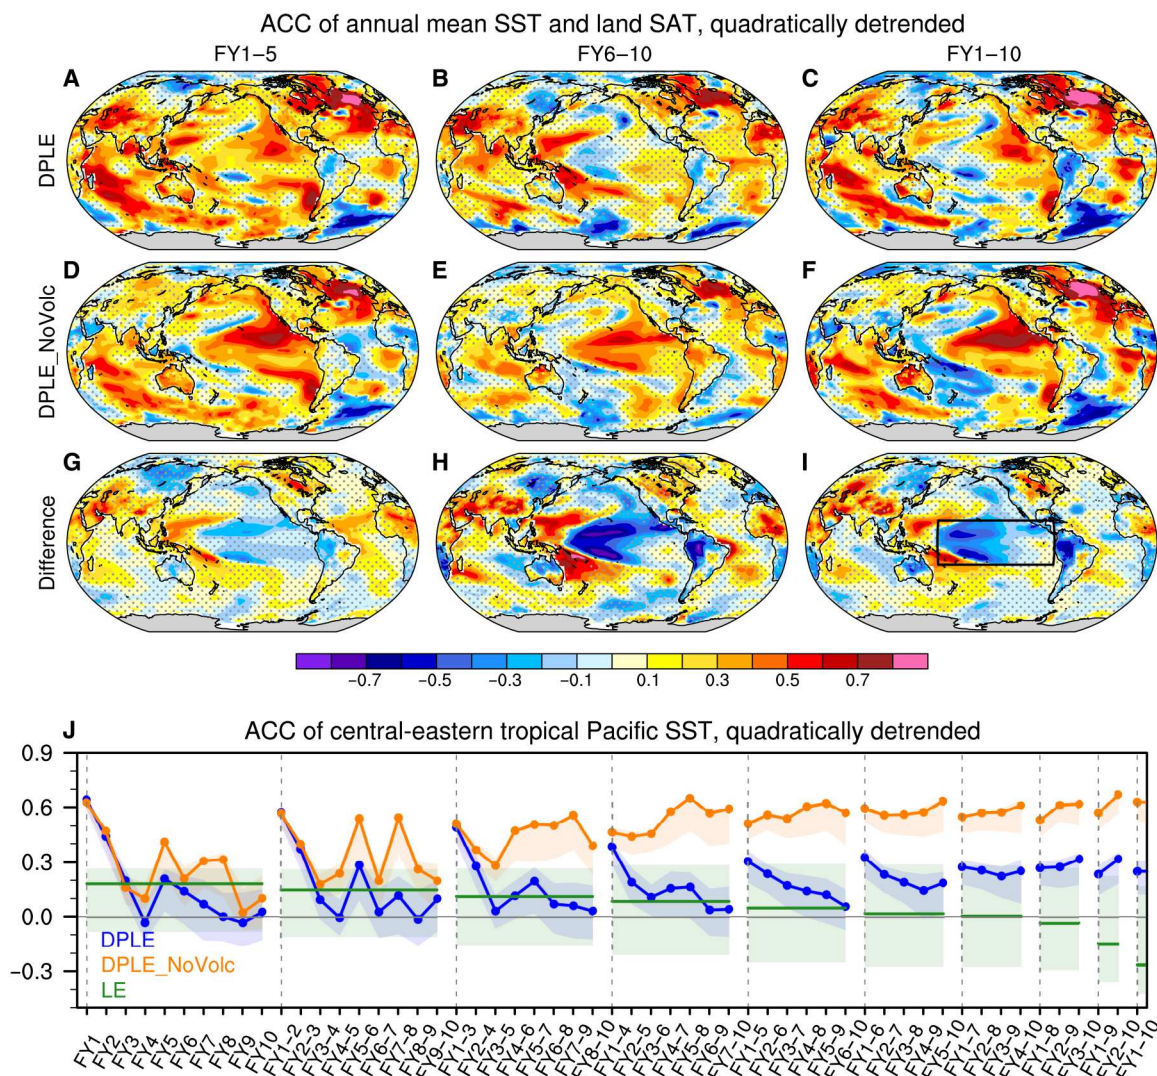 ACC of annual mean SST and land SAT, quadratically detrended
FY1−5
FY6−10
FY1−10
A
B
C
DPLE
D
E
F
DPLE_NoVolc
G
H
I
Difference
−0.7 −0.5 −0.3 −0.1 0.1 0.3 0.5 0.7
J
ACC of central-eastern tropical Pacific SST, quadratically detrended
0.9
0.6
0.3
0.0
−0.3
DPLE
DPLE_NoVolc
LE
FY1
FY2
FY3
FY4
FY5
FY6
FY7
FY8
FY9
FY10
FY1−2
FY2−3
FY3−4
FY4−5
FY5−6
FY6−7
FY7−8
FY8−9
FY9−10
FY1−3
FY2−4
FY3−5
FY4−6
FY5−7
FY6−8
FY7−9
FY8−10
FY1−4
FY2−5
FY3−6
FY4−7
FY5−8
FY6−9
FY7−10
FY1−5
FY2−6
FY3−7
FY4−8
FY5−9
FY6−10
FY1−6
FY2−7
FY3−8
FY4−9
FY5−10
FY1−7
FY2−8
FY3−9
FY4−10
FY1−8
FY2−9
FY3−10
FY1−9
FY2−10
FY1−10